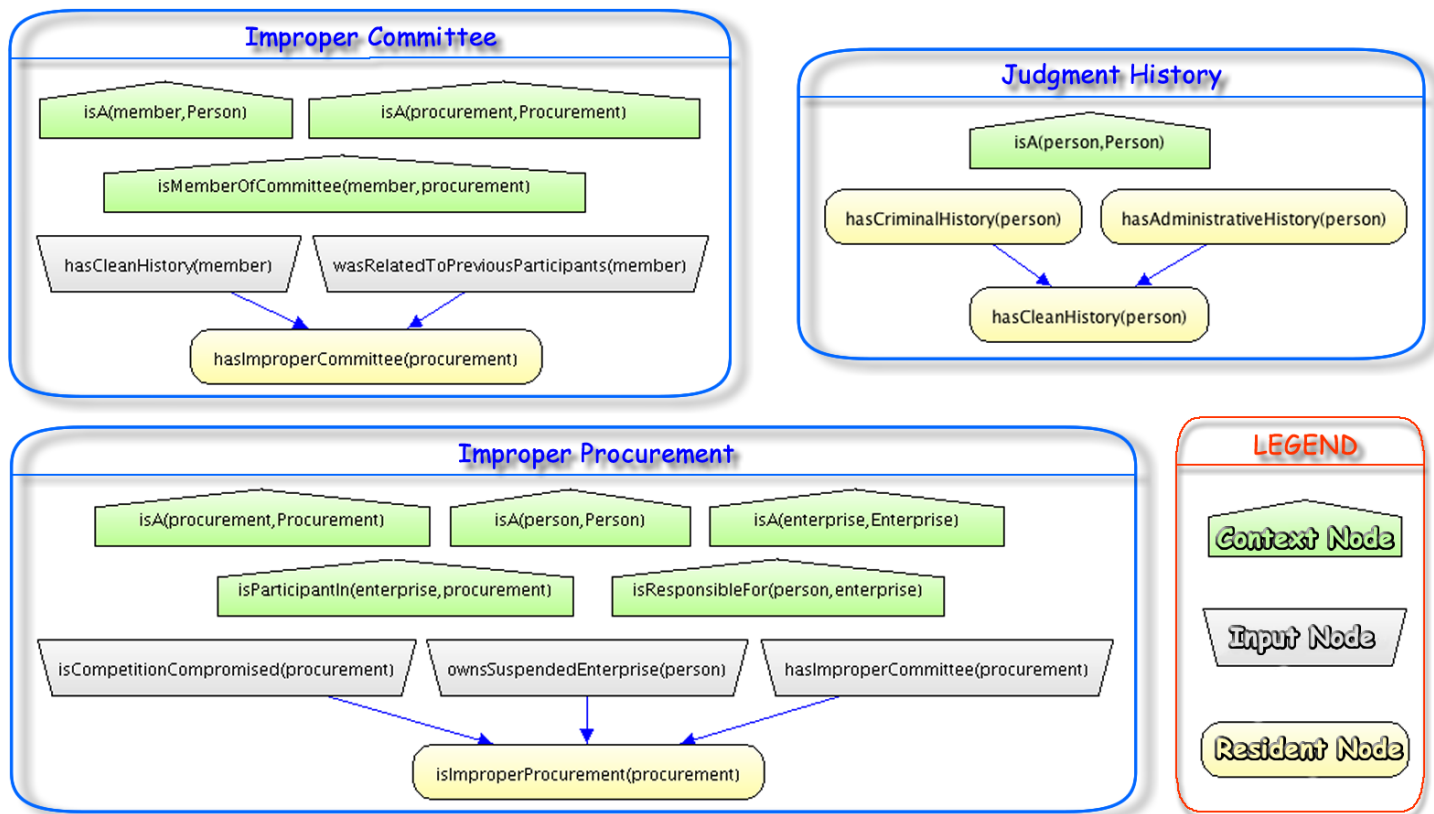 Improper Committee
isA(member,Person)
isA(procurement,Procurement)
isMemberOfCommittee(member,procurement)
hasCleanHistory(member)
wasRelatedToPreviousParticipants(member)
hasImproperCommittee(procurement)
Judgment History
isA(person,Person)
hasCriminalHistory(person)
hasAdministrativeHistory(person)
hasCleanHistory(person)
Improper Procurement
isA(procurement,Procurement)
isA(person,Person)
isA(enterprise,Enterprise)
isParticipantIn(enterprise,procurement)
isResponsibleFor(person,enterprise)
isCompetitionCompromised(procurement)
ownsSuspendedEnterprise(person)
hasImproperCommittee(procurement)
isImproperProcurement(procurement)
LEGEND
Context Node
Input Node
Resident Node